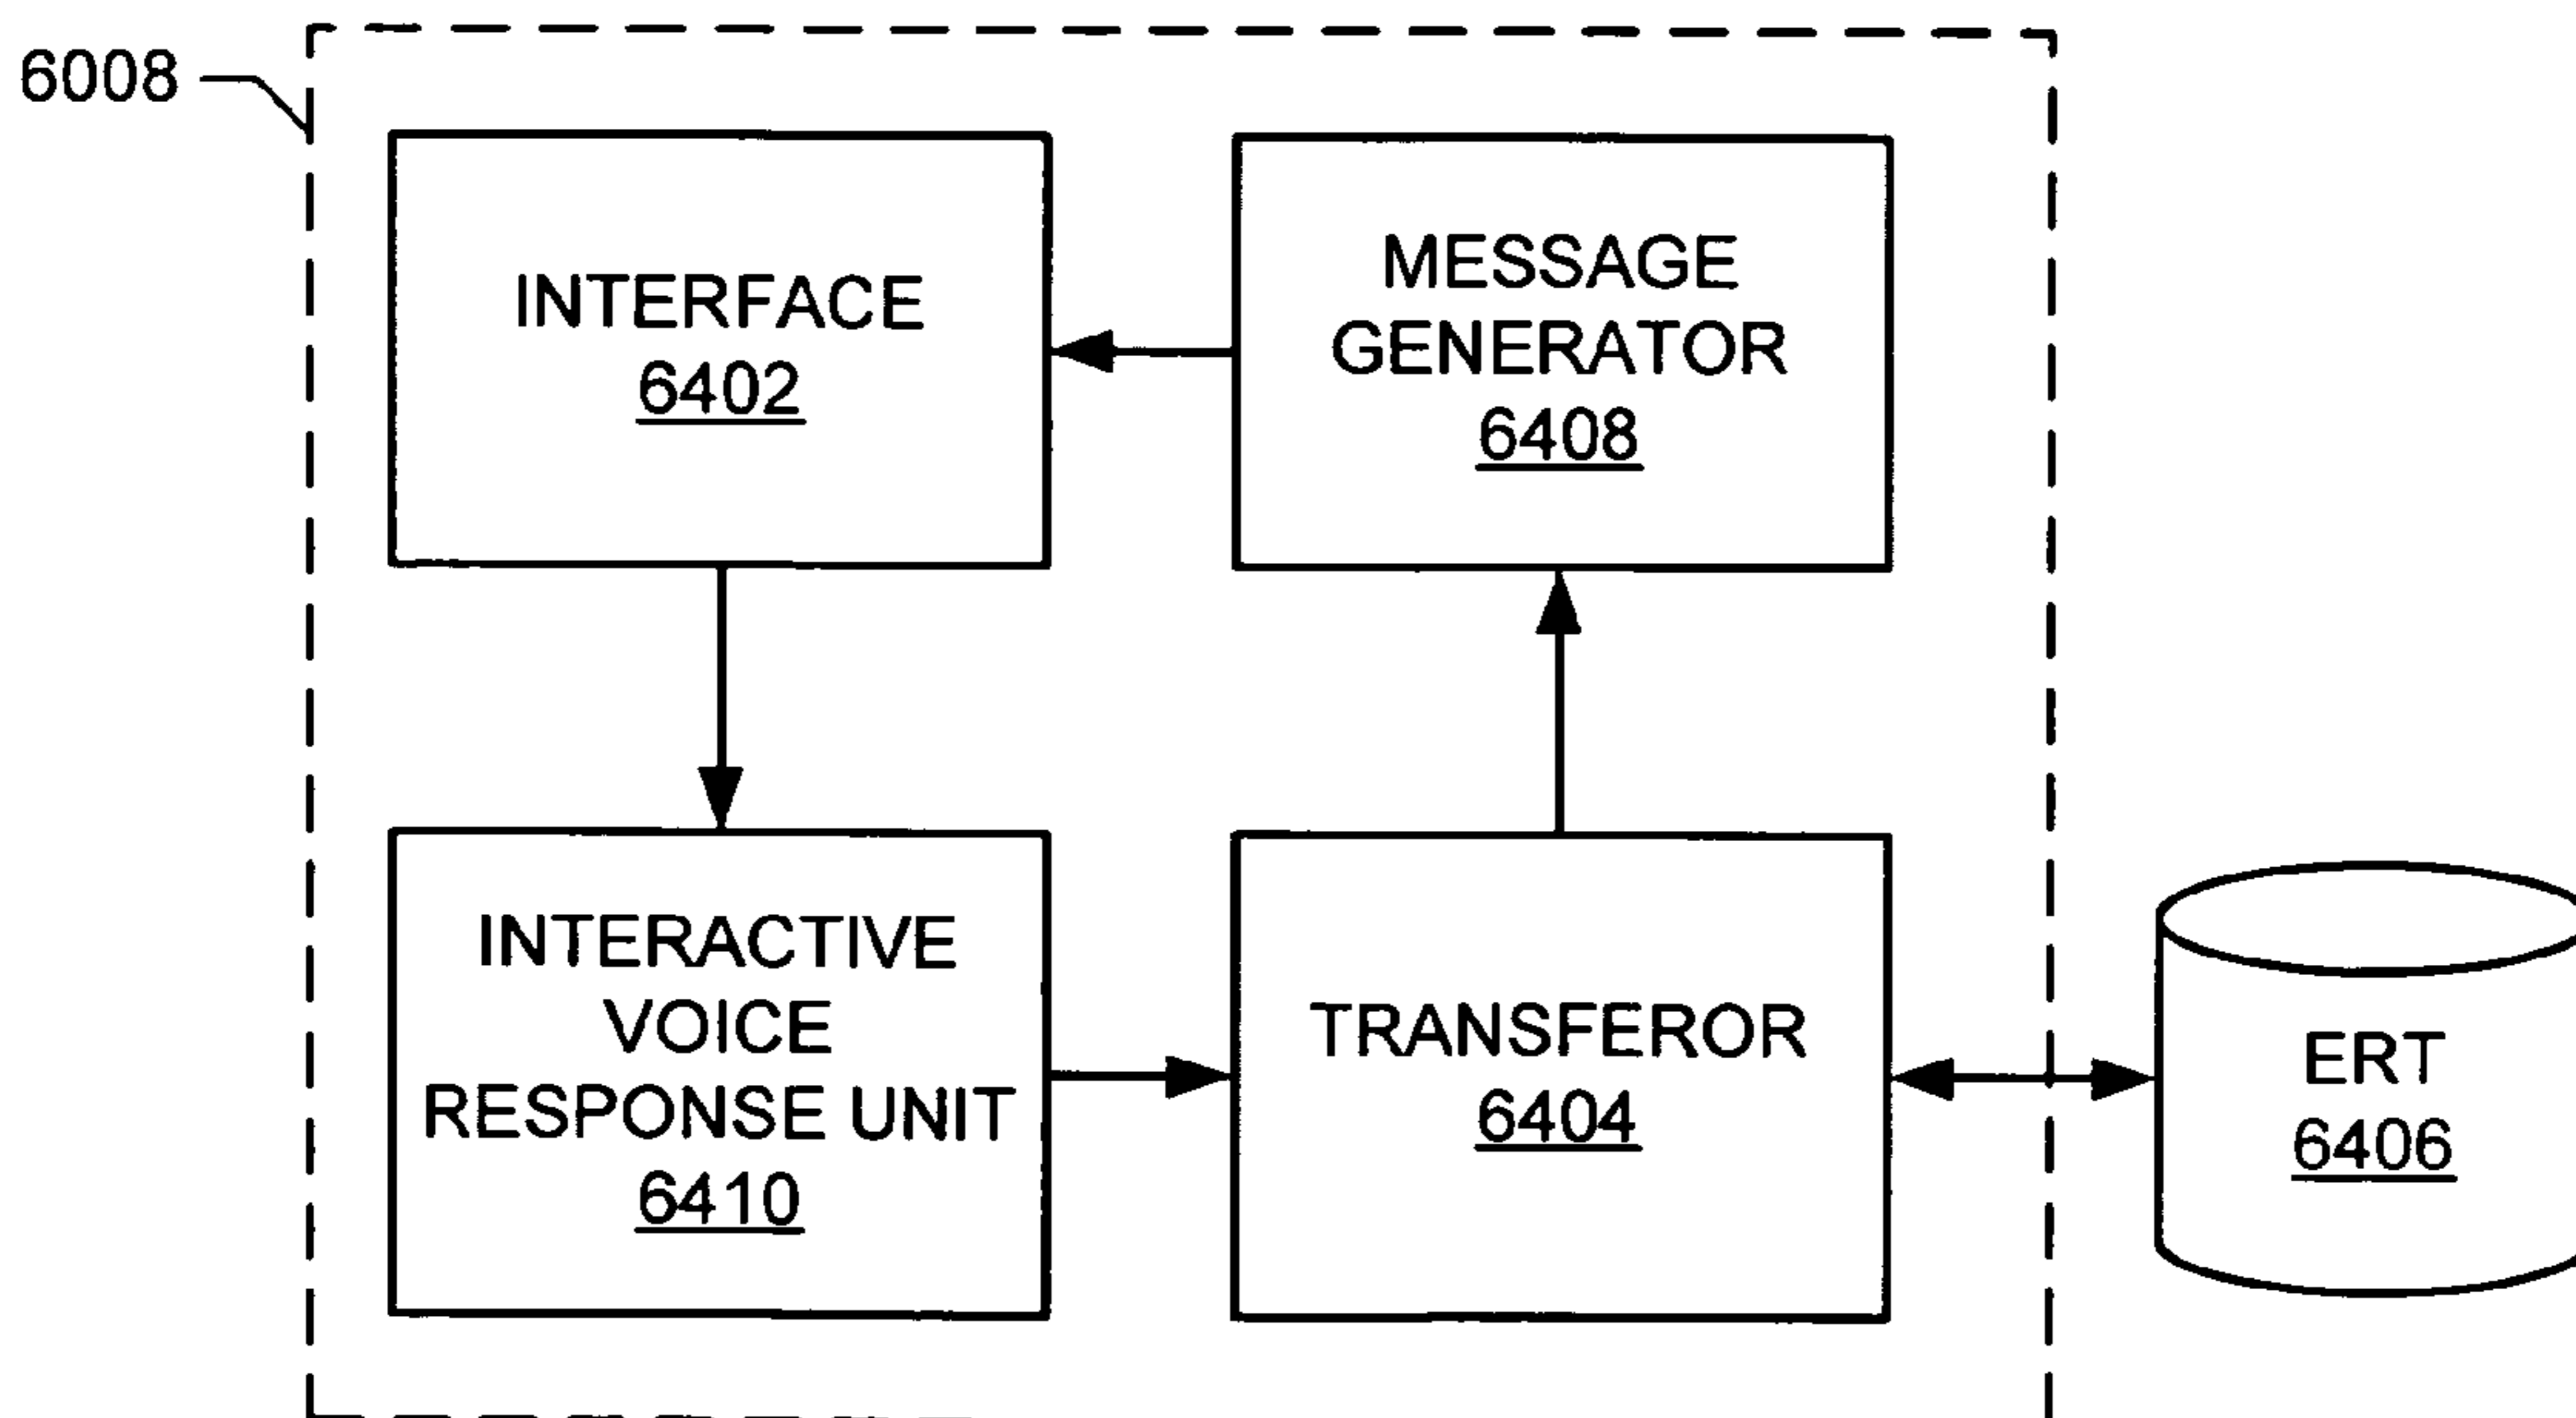 6008
INTERFACE
6402
MESSAGE
GENERATOR
6408
INTERACTIVE
VOICE
RESPONSE UNIT
6410
TRANSFEROR
6404
ERT
6406